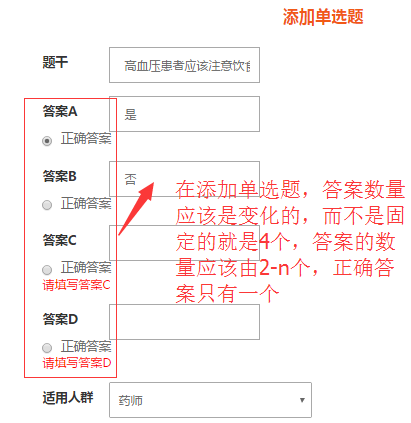 添加单选题
题干
高血压患者应该注意饮食
答案A
是
正确答案
答案B
否
正确答案
答案C
正确答案
请填写答案C
答案D
正确答案
请填写答案D
适用人群
药师
在添加单选题，答案数量
应该是变化的，而不是固
定的就是4个，答案的数
量应该由2-n个，正确答
案只有一个